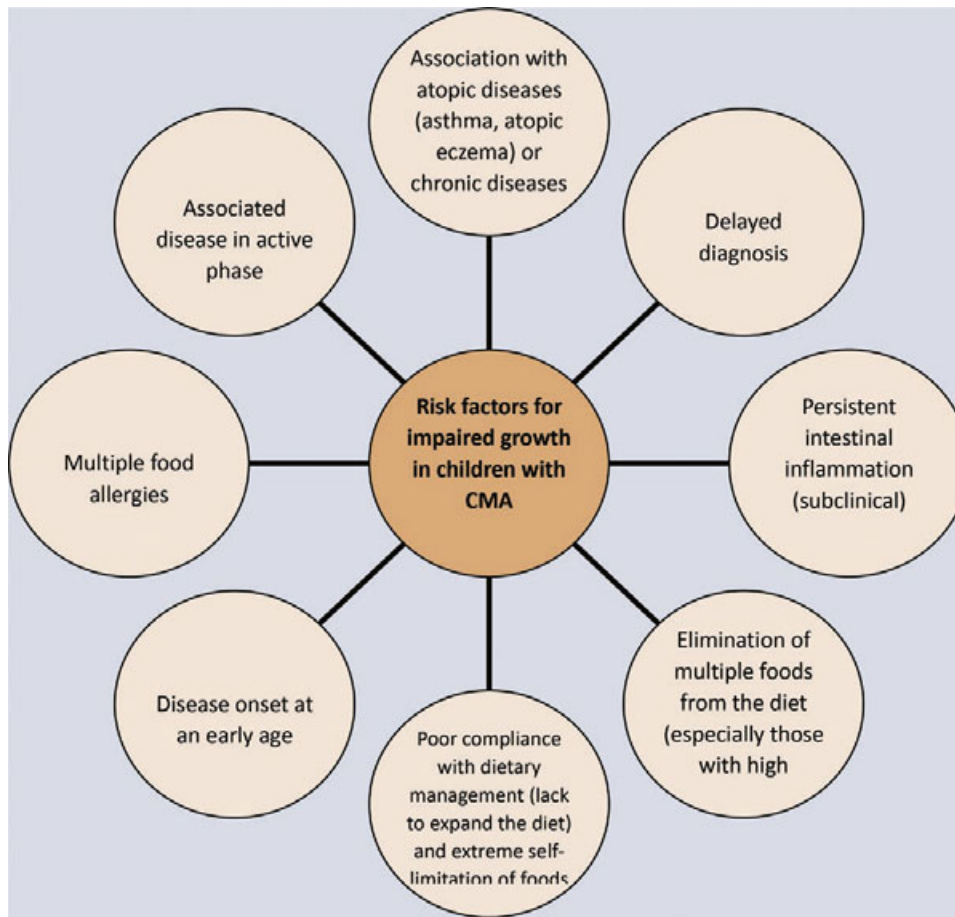 Association with
atopic diseases
(asthma, atopic
eczema) or
chronic diseases
Delayed
diagnosis
Persistent
intestinal
inflammation
(subclinical)
Elimination of
multiple foods
from the diet
(especially those
with high
Poor compliance
with dietary
management (lack
to expand the diet)
and extreme self-
limitation of foods
Disease onset at
an early age
Multiple food
allergies
Associated
disease in active
phase
Risk factors for
impaired growth
in children with
CMA